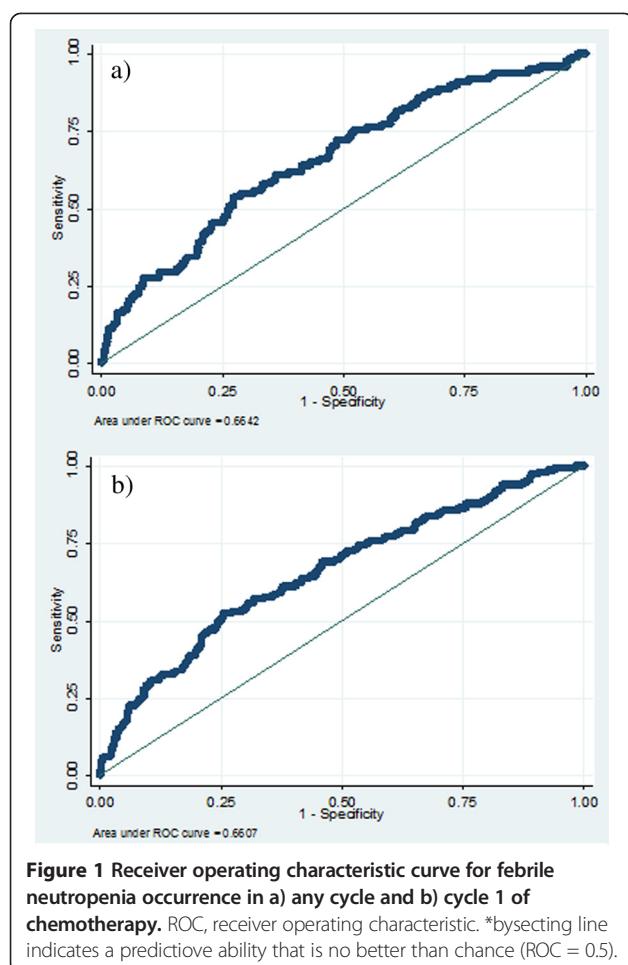 a)
1.00
0.75
0.50
0.25
0.00
Sensitivity
0.00 0.25 0.50 0.75 1.00
1 - Specificity
Area under ROC curve = 0.6642
b)
1.00
0.75
0.50
0.25
0.00
Sensitivity
0.00 0.25 0.50 0.75 1.00
1 - Specificity
Area under ROC curve = 0.6607
Figure 1 Receiver operating characteristic curve for febrile
neutropenia occurrence in a) any cycle and b) cycle 1 of
chemotherapy. ROC, receiver operating characteristic. *bysecting line
indicates a predictiove ability that is no better than chance (ROC = 0.5).